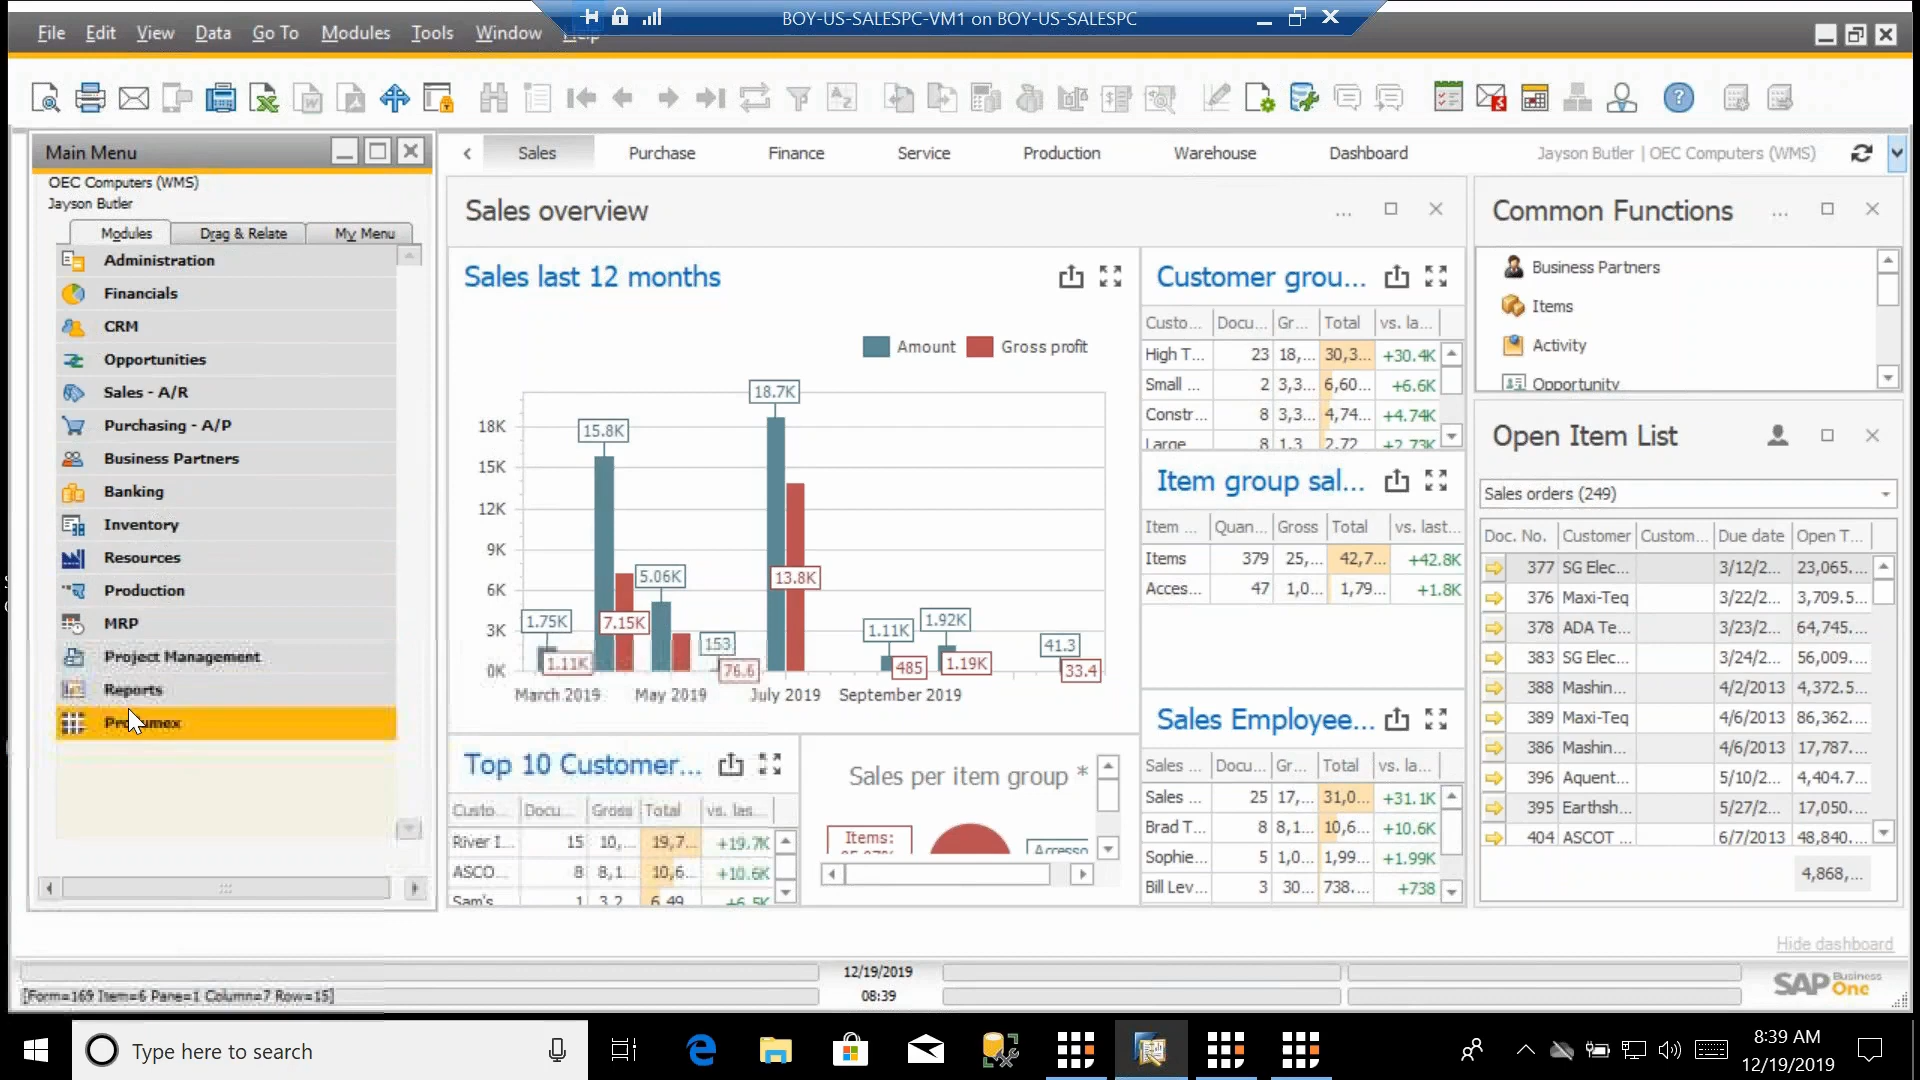 BOY-US-SALESPC-VM1 on BOY-US-SALESPC
File Edit View Data Go To Modules Tools Window Help
Main Menu
OEC Computers (WMS)
Jayson Butler
Modules Drag & Relate My Menu
Administration
Financials
CRM
Opportunities
Sales - A/R
Purchasing - A/P
Business Partners
Banking
Inventory
Resources
Production
MRP
Project Management
Reports
Sales Purchase Finance Service Production Warehouse Dashboard
Jayson Butler | OEC Computers (WMS)
Sales overview
Sales last 12 months
Amount Gross profit
18K
15K
12K
9K
6K
3K
0K
1.75K 1.11K 15.8K 7.15K 5.06K 153 76.6 18.7K 13.8K 1.11K 485 1.92K 1.19K 41.3 33.4
March 2019 May 2019 July 2019 September 2019
Top 10 Customer...
Custo... Docu... Gross Total vs. las...
River I... 15 10,... 19,7... +19.7K
ASCO... 8 8,1... 10,6... +10.6K
Sam's 1 3,2 6,49 +6.5K
Sales per item group *
Items:
Accesso
Customer grou...
Custo... Docu... Gr... Total vs. la...
High T... 23 18,... 30,3... +30.4K
Small ... 2 3,3... 6,60... +6.6K
Constr... 8 3,3... 4,74... +4.74K
Large 8 1,3 2,72 +2.73K
Item group sal...
Item ... Quan... Gross Total vs. last...
Items 379 25,... 42,7... +42.8K
Acces... 47 1,0... 1,79... +1.8K
Sales Employee...
Sales ... Docu... Gr... Total vs. la...
Sales ... 25 17,... 31,0... +31.1K
Brad T... 8 8,1... 10,6... +10.6K
Sophie... 5 1,0... 1,99... +1.99K
Bill Lev... 3 30... 738.... +738
Common Functions
Business Partners
Items
Activity
Opportunity
Open Item List
Sales orders (249)
Doc. No. Customer Custom... Due date Open T...
377 SG Elec... 3/12/2... 23,065....
376 Maxi-Teq 3/22/2... 3,709.5...
378 ADA Te... 3/23/2... 64,745....
383 SG Elec... 3/24/2... 56,009....
388 Mashin... 4/2/2013 4,372.5...
389 Maxi-Teq 4/6/2013 86,362....
386 Mashin... 4/6/2013 17,787....
396 Aquent... 5/10/2... 4,404.7...
395 Earthsh... 5/27/2... 17,050....
404 ASCOT ... 6/7/2013 48,840....
4,868,...
Hide dashboard
12/19/2019
08:39
[Form=169 Item=6 Pane=1 Column=7 Row=15]
SAP Business One
Type here to search
8:39 AM
12/19/2019